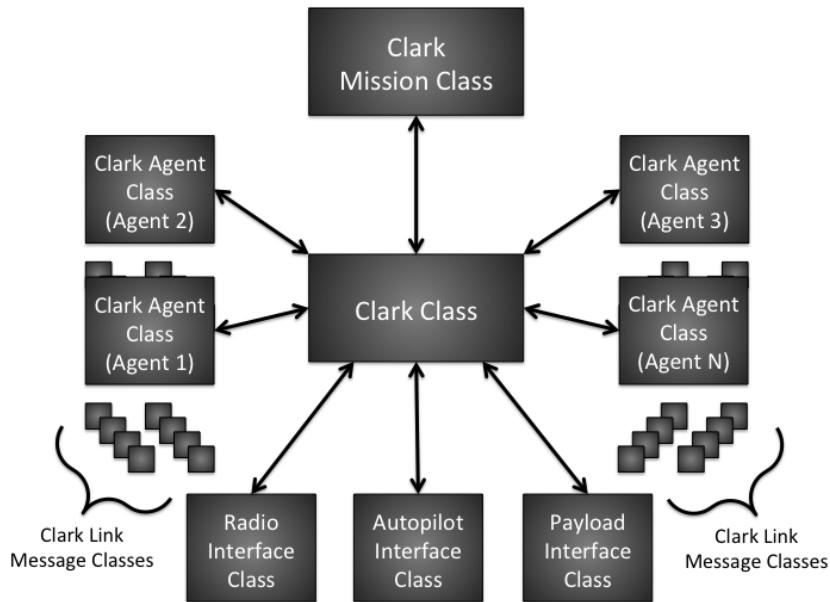 Clark
Mission Class
Clark Agent
Class
(Agent 2)
Clark Agent
Class
(Agent 3)
Clark Class
Clark Agent
Class
(Agent 1)
Clark Agent
Class
(Agent N)
Radio
Interface
Class
Autopilot
Interface
Class
Payload
Interface
Class
Clark Link
Message Classes
Clark Link
Message Classes